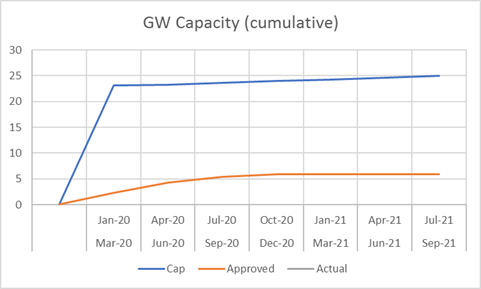 GW Capacity (cumulative)
30
25
20
15
10
5
0
Jan-20 Apr-20 Jul-20 Oct-20 Jan-21 Apr-21 Jul-21
Mar-20 Jun-20 Sep-20 Dec-20 Mar-21 Jun-21 Sep-21
Cap Approved Actual